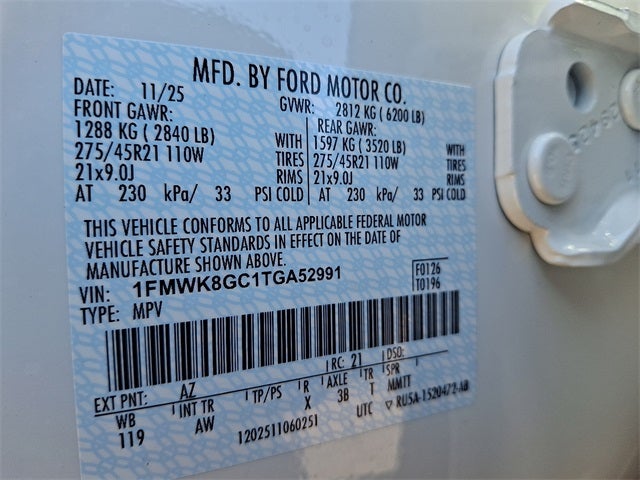 MFD. BY FORD MOTOR CO.
DATE: 11/25 GVWR: 2812 KG ( 6200 LB)
FRONT GAWR: REAR GAWR:
1288 KG ( 2840 LB) WITH 1597 KG ( 3520 LB) WITH
275/45R21 110W TIRES 275/45R21 110W TIRES
21x9.0J RIMS 21x9.0J RIMS
AT 230 kPa/ 33 PSI COLD AT 230 kPa/ 33 PSI COLD
THIS VEHICLE CONFORMS TO ALL APPLICABLE FEDERAL MOTOR
VEHICLE SAFETY STANDARDS IN EFFECT ON THE DATE OF
MANUFACTURE SHOWN ABOVE.
VIN: 1FMWK8GC1TGA52991 F0126
TYPE: MPV T0196
EXT PNT: AZ RC: 21 DSO:
WB INT TR TP/PS R AXLE TR SPR
119 AW X 3B T MMTT
1202511060251 UTC ▽ RU5A-1520472-AB